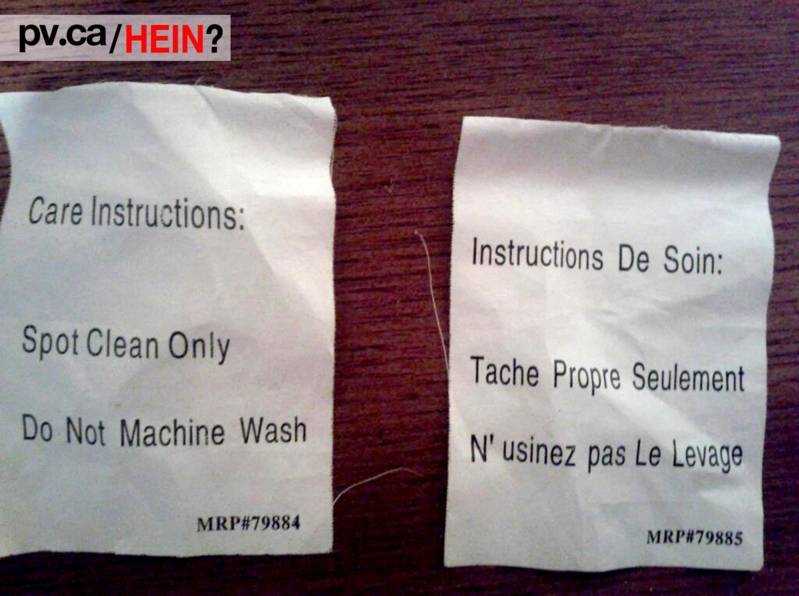 pv.ca/HEIN?
Care Instructions:
Spot Clean Only
Do Not Machine Wash
MRP#79884
Instructions De Soin:
Tache Propre Seulement
N' usinez pas Le Levage
MRP#79885